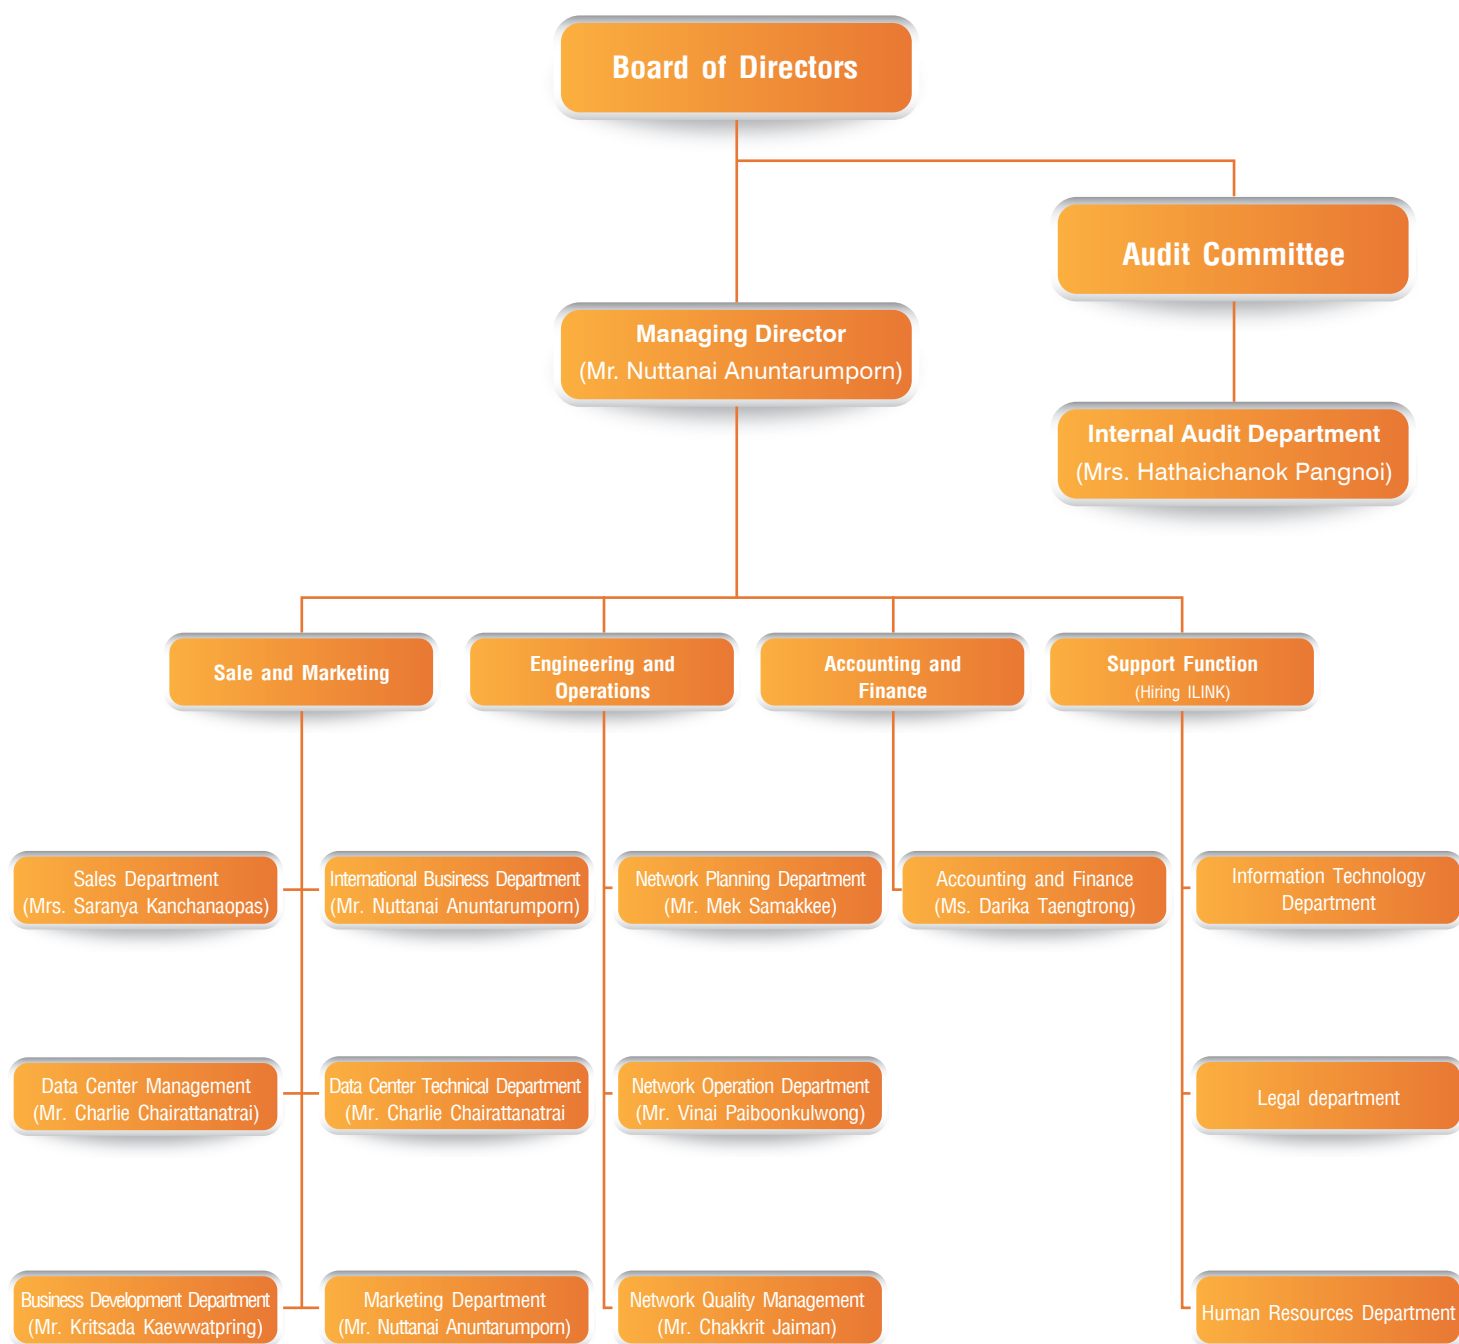 Board of Directors
Audit Committee
Managing Director
(Mr. Nuttanai Anuntarumporn)
Internal Audit Department
(Mrs. Hathaichanok Pangnoi)
Sale and Marketing
Engineering and
Operations
Accounting and
Finance
Support Function
(Hiring ILINK)
Sales Department
(Mrs. Saranya Kanchanaopas)
International Business Department
(Mr. Nuttanai Anuntarumporn)
Network Planning Department
(Mr. Mek Samakkee)
Accounting and Finance
(Ms. Darika Taengtrong)
Information Technology
Department
Data Center Management
(Mr. Charlie Chairattanatrai)
Data Center Technical Department
(Mr. Charlie Chairattanatrai
Network Operation Department
(Mr. Vinai Paiboonkulwong)
Legal department
Business Development Department
(Mr. Kritsada Kaewwatpring)
Marketing Department
(Mr. Nuttanai Anuntarumporn)
Network Quality Management
(Mr. Chakkrit Jaiman)
Human Resources Department